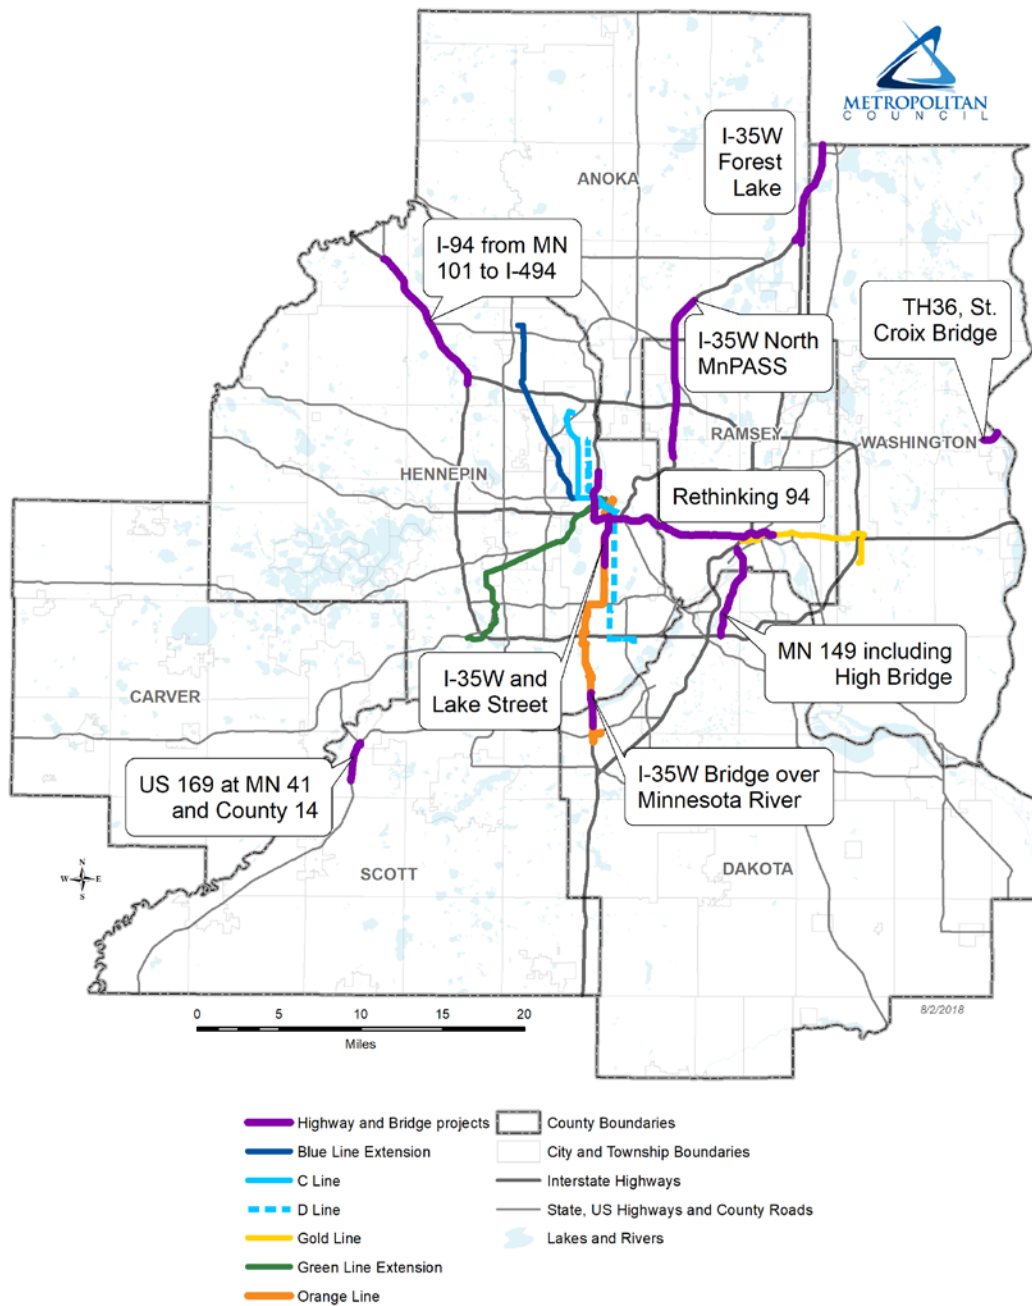 METROPOLITAN
COUNCIL
I-35W
Forest
Lake
ANOKA
I-94 from MN
101 to I-494
TH36, St.
Croix Bridge
I-35W North
MnPASS
RAMSEY
WASHINGTON
HENNEPIN
Rethinking 94
MN 149 including
High Bridge
I-35W and
Lake Street
CARVER
US 169 at MN 41
and County 14
I-35W Bridge over
Minnesota River
N
W E
S
SCOTT
DAKOTA
8/2/2018
0 5 10 15 20
Miles
Highway and Bridge projects
Blue Line Extension
C Line
D Line
Gold Line
Green Line Extension
Orange Line
County Boundaries
City and Township Boundaries
Interstate Highways
State, US Highways and County Roads
Lakes and Rivers